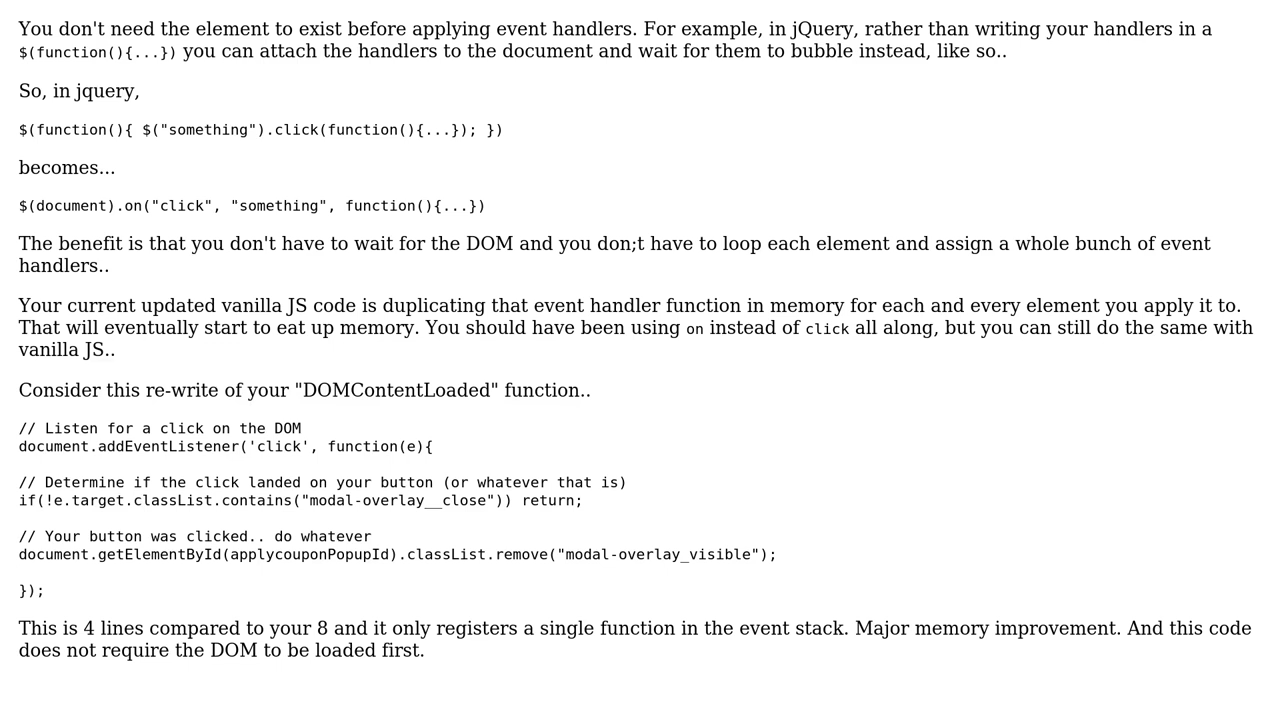 You don't need the element to exist before applying event handlers. For example, in jQuery, rather than writing your handlers in a
$(function(){...}) you can attach the handlers to the document and wait for them to bubble instead, like so..
So, in jquery,
$(function(){ $("something").click(function(){...}); })
becomes...
$(document).on("click", "something", function(){...})
The benefit is that you don't have to wait for the DOM and you don;t have to loop each element and assign a whole bunch of event
handlers..
Your current updated vanilla JS code is duplicating that event handler function in memory for each and every element you apply it to.
That will eventually start to eat up memory. You should have been using on instead of click all along, but you can still do the same with
vanilla JS..
Consider this re-write of your "DOMContentLoaded" function..
// Listen for a click on the DOM
document.addEventListener('click', function(e){
// Determine if the click landed on your button (or whatever that is)
if(!e.target.classList.contains("modal-overlay__close")) return;
// Your button was clicked.. do whatever
document.getElementById(applycouponPopupId).classList.remove("modal-overlay_visible");
});
This is 4 lines compared to your 8 and it only registers a single function in the event stack. Major memory improvement. And this code
does not require the DOM to be loaded first.